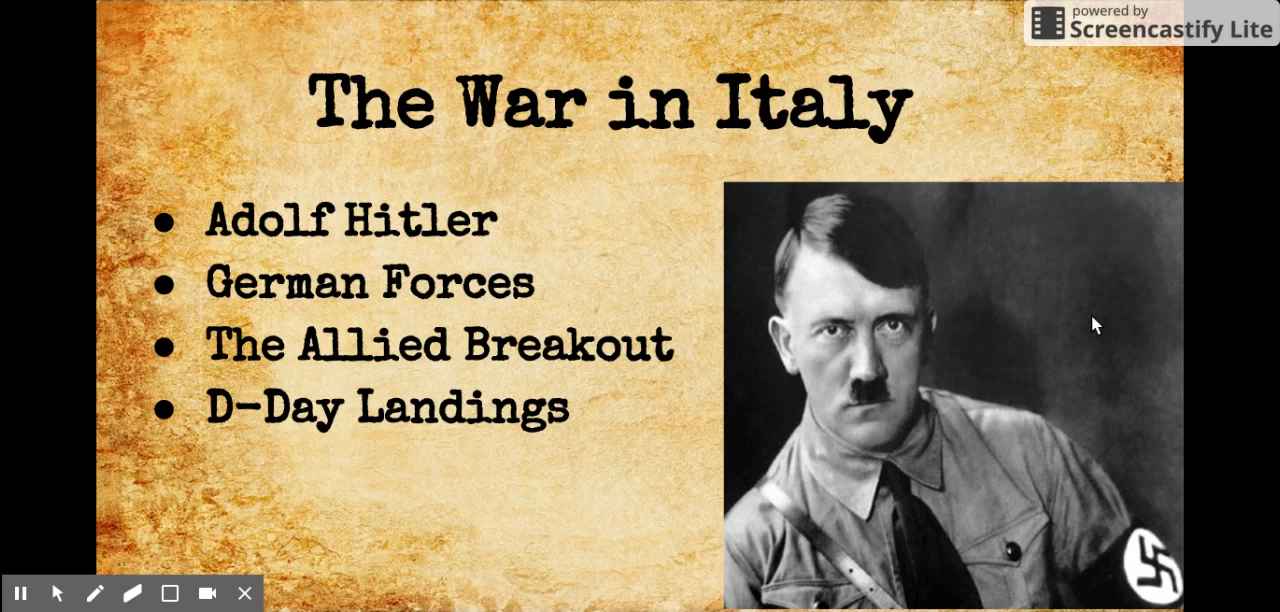 powered by
Screencastify Lite
The War in Italy
Adolf Hitler
German Forces
The Allied Breakout
D-Day Landings